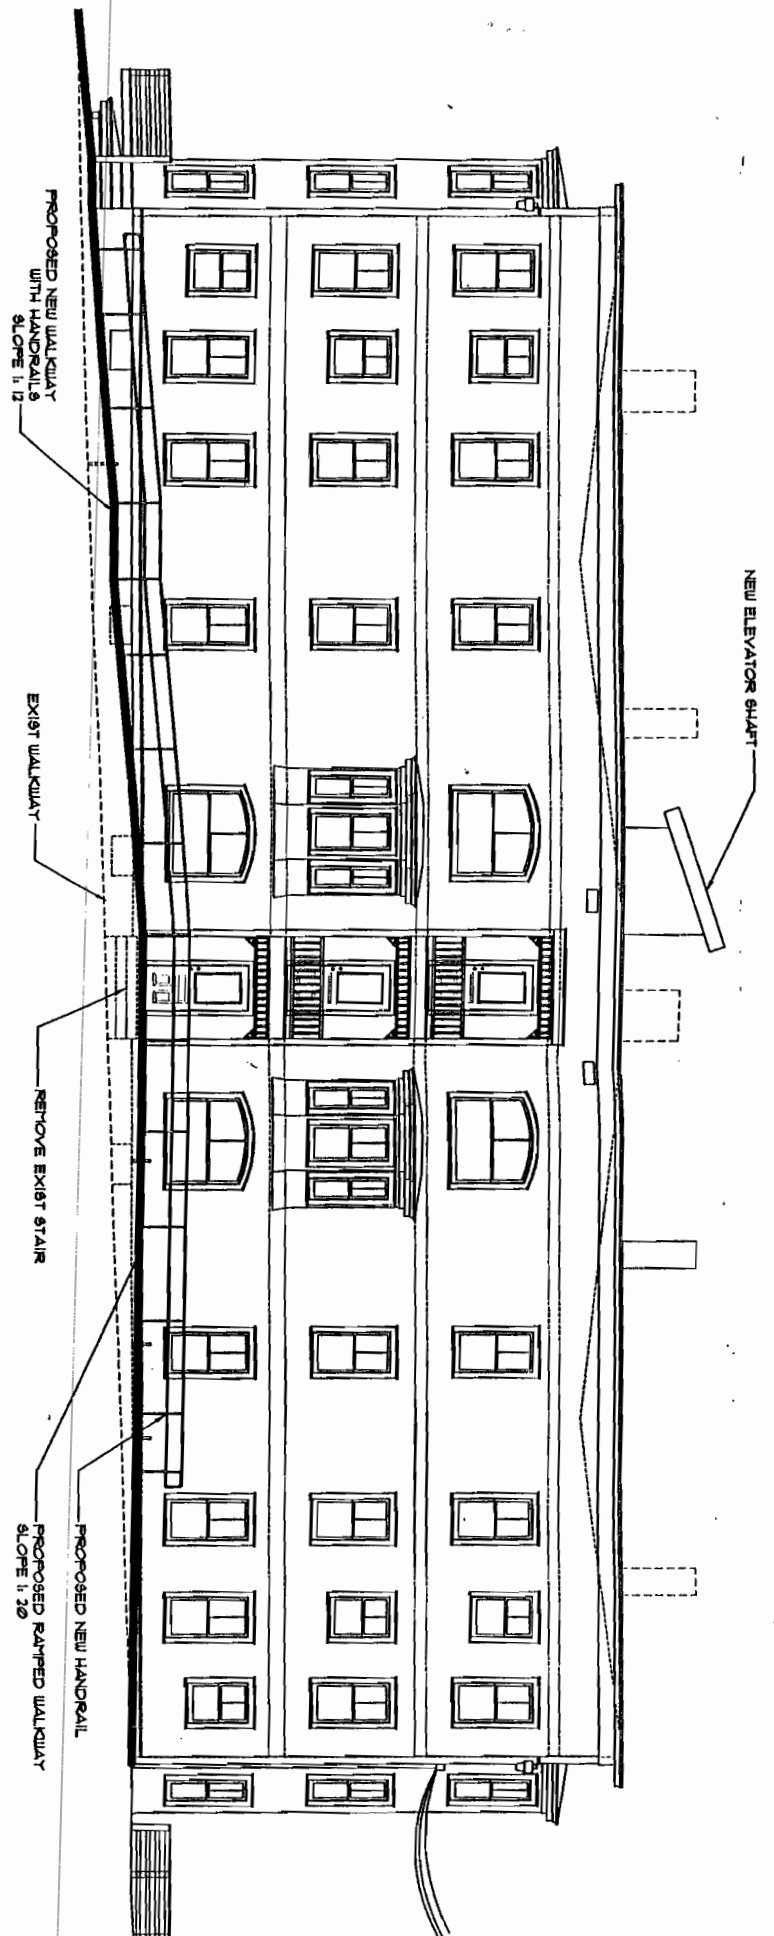 NEW ELEVATOR SHAFT
PROPOSED NEW WALKWAY
WITH HANDRAILS
SLOPE 1: 12
EXIST WALKWAY
REMOVE EXIST STAIR
PROPOSED NEW HANDRAIL
PROPOSED RAMPED WALKWAY
SLOPE 1: 20